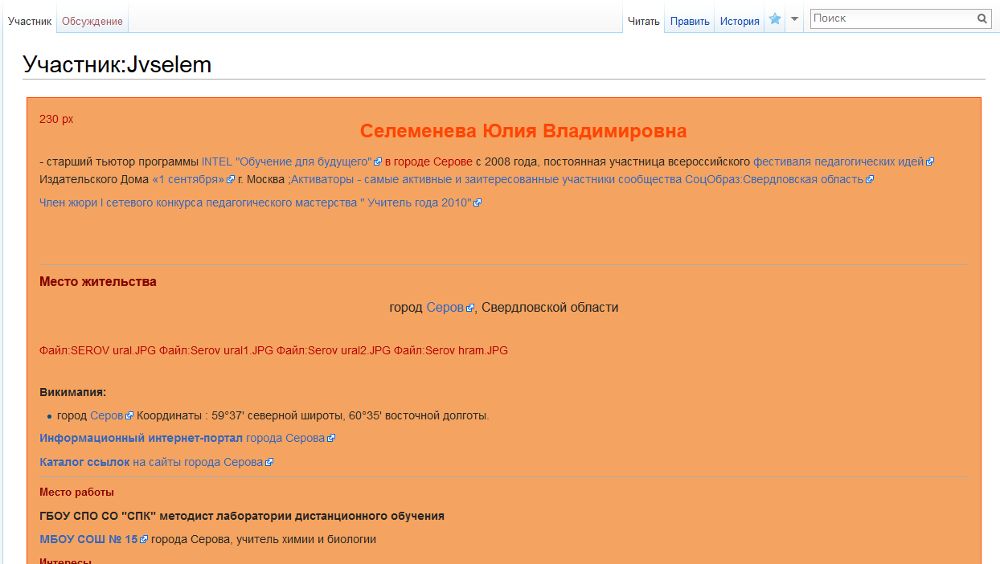 Участник Обсуждение Читать Править История Поиск
Участник:Jvselem
230 px
Селеменева Юлия Владимировна
- старший тьютор программы INTEL "Обучение для будущего" в городе Серове с 2008 года, постоянная участница всероссийского фестиваля педагогических идей
Издательского Дома «1 сентября» г. Москва ;Активаторы - самые активные и заитересованные участники сообщества СоцОбраз:Свердловская область
Член жюри I сетевого конкурса педагогического мастерства " Учитель года 2010"
Место жительства
город Серов, Свердловской области
Файл:SEROV ural.JPG Файл:Serov ural1.JPG Файл:Serov ural2.JPG Файл:Serov hram.JPG
Викимапия:
город Серов Координаты : 59°37' северной широты, 60°35' восточной долготы.
Информационный интернет-портал города Серова
Каталог ссылок на сайты города Серова
Место работы
ГБОУ СПО СО "СПК" методист лаборатории дистанционного обучения
МБОУ СОШ № 15 города Серова, учитель химии и биологии
Интересы